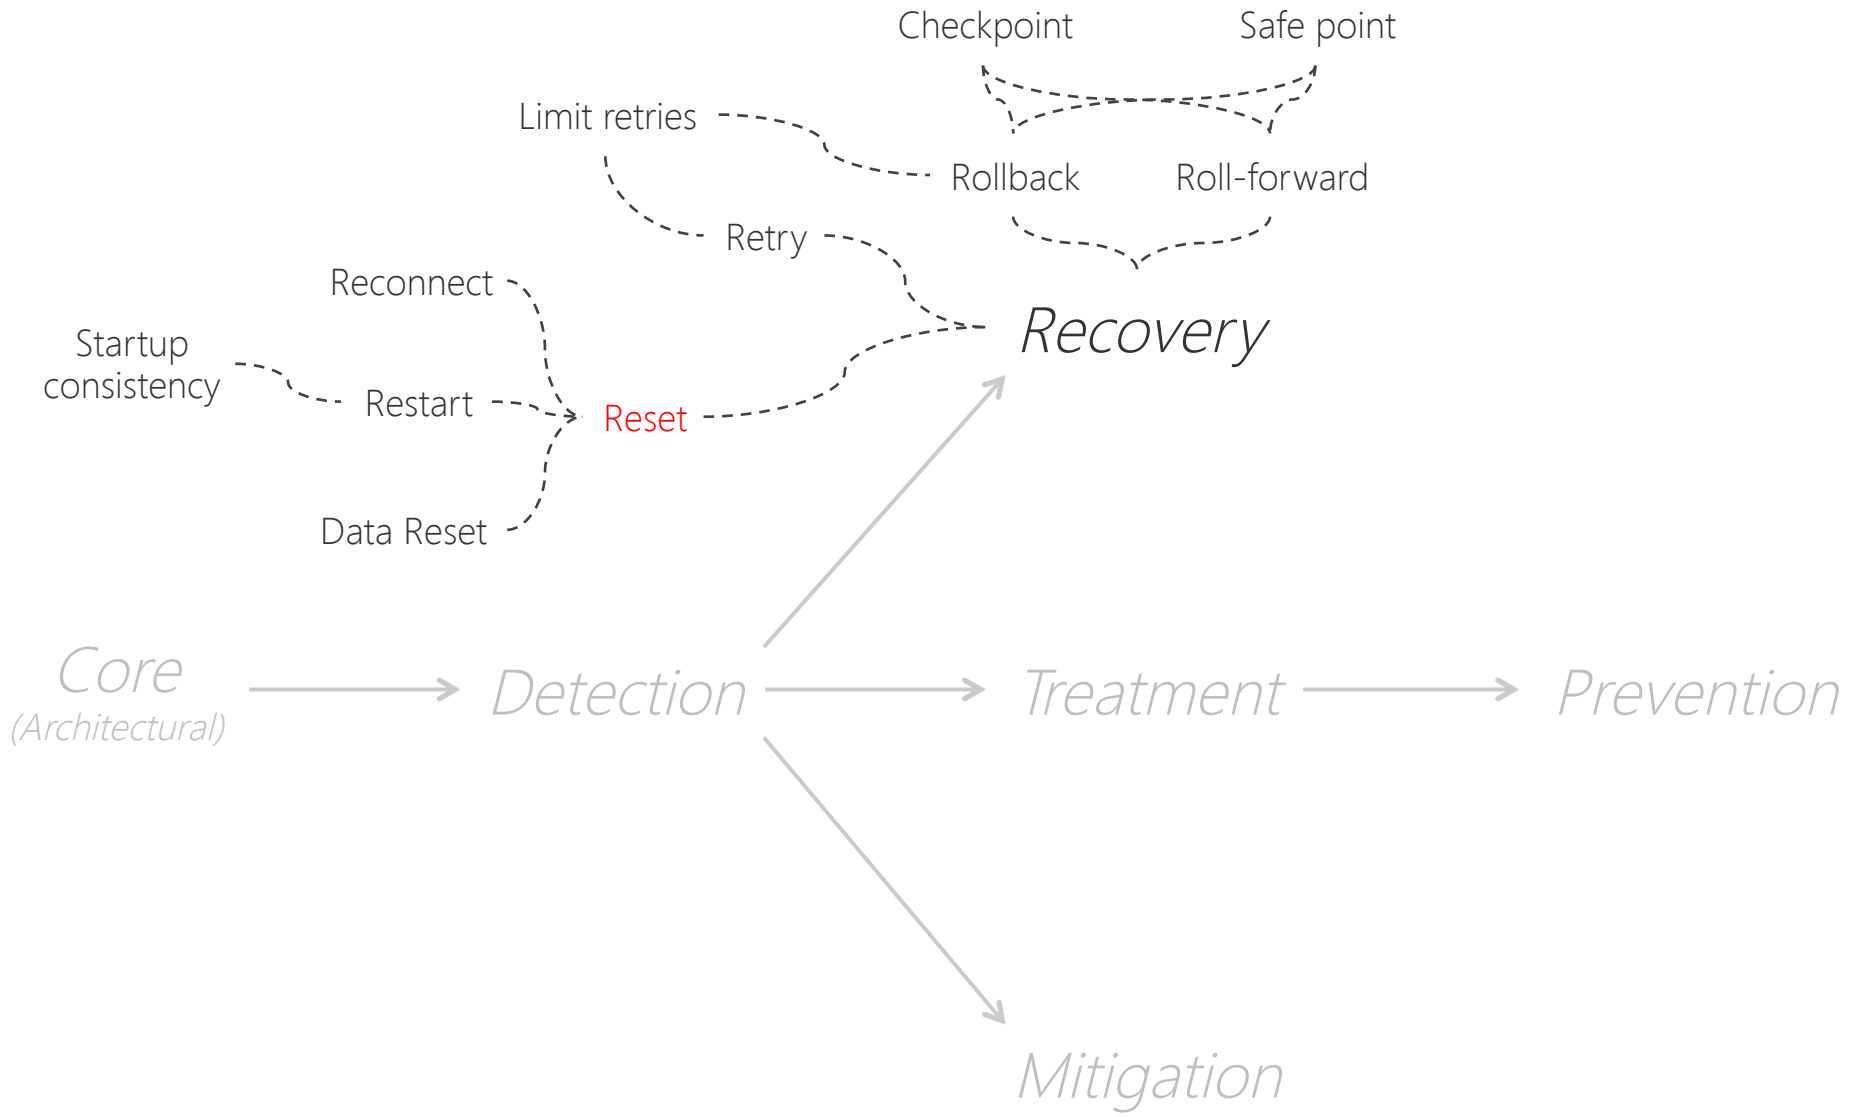 Checkpoint
Safe point
Limit retries
Rollback
Roll-forward
Retry
Reconnect
Recovery
Startup
consistency
Restart
Reset
Data Reset
Core
(Architectural)
Detection
Treatment
Prevention
Mitigation